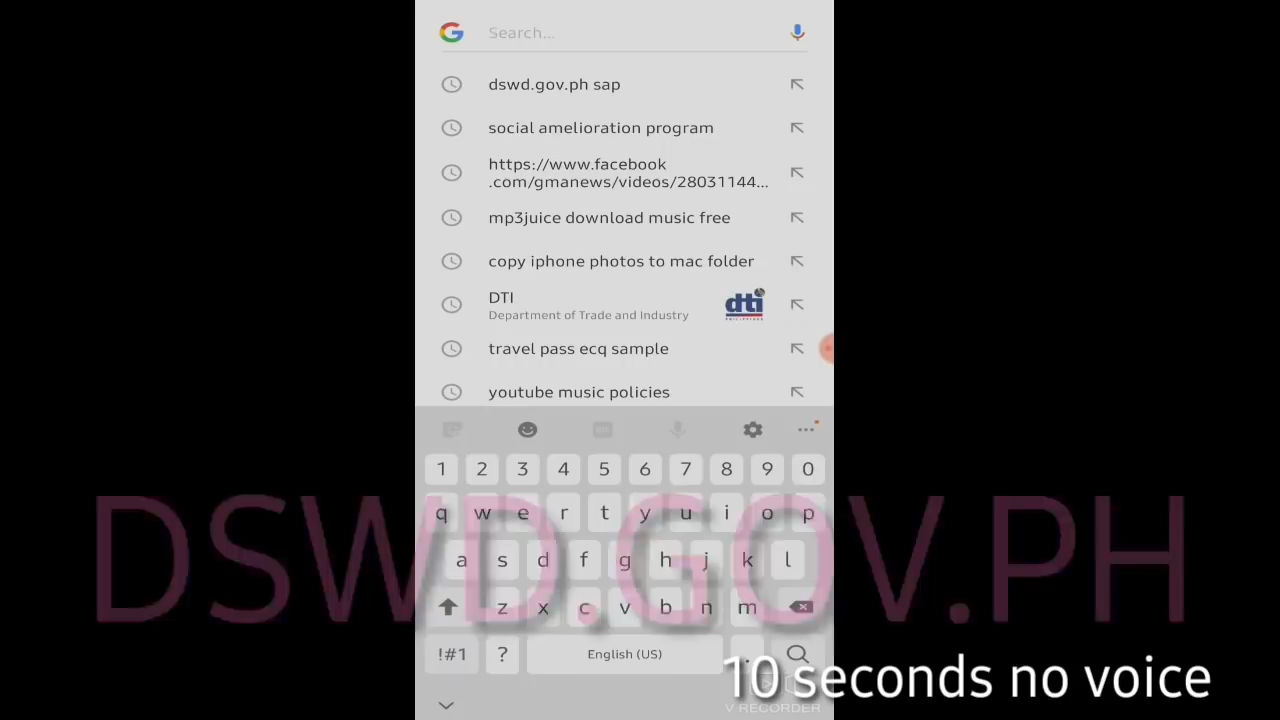 Search...
dswd.gov.ph sap
social amelioration program
https://www.facebook
.com/gmanews/videos/28031144...
mp3juice download music free
copy iphone photos to mac folder
DTI
Department of Trade and Industry
dti
PHILIPPINES
travel pass ecq sample
youtube music policies
1 2 3 4 5 6 7 8 9 0
q w e r t y u i o p
a s d f g h j k l
z x c v b n m
!#1 ? English (US) .
DSWD.GOV.PH
10 seconds no voice
V RECORDER